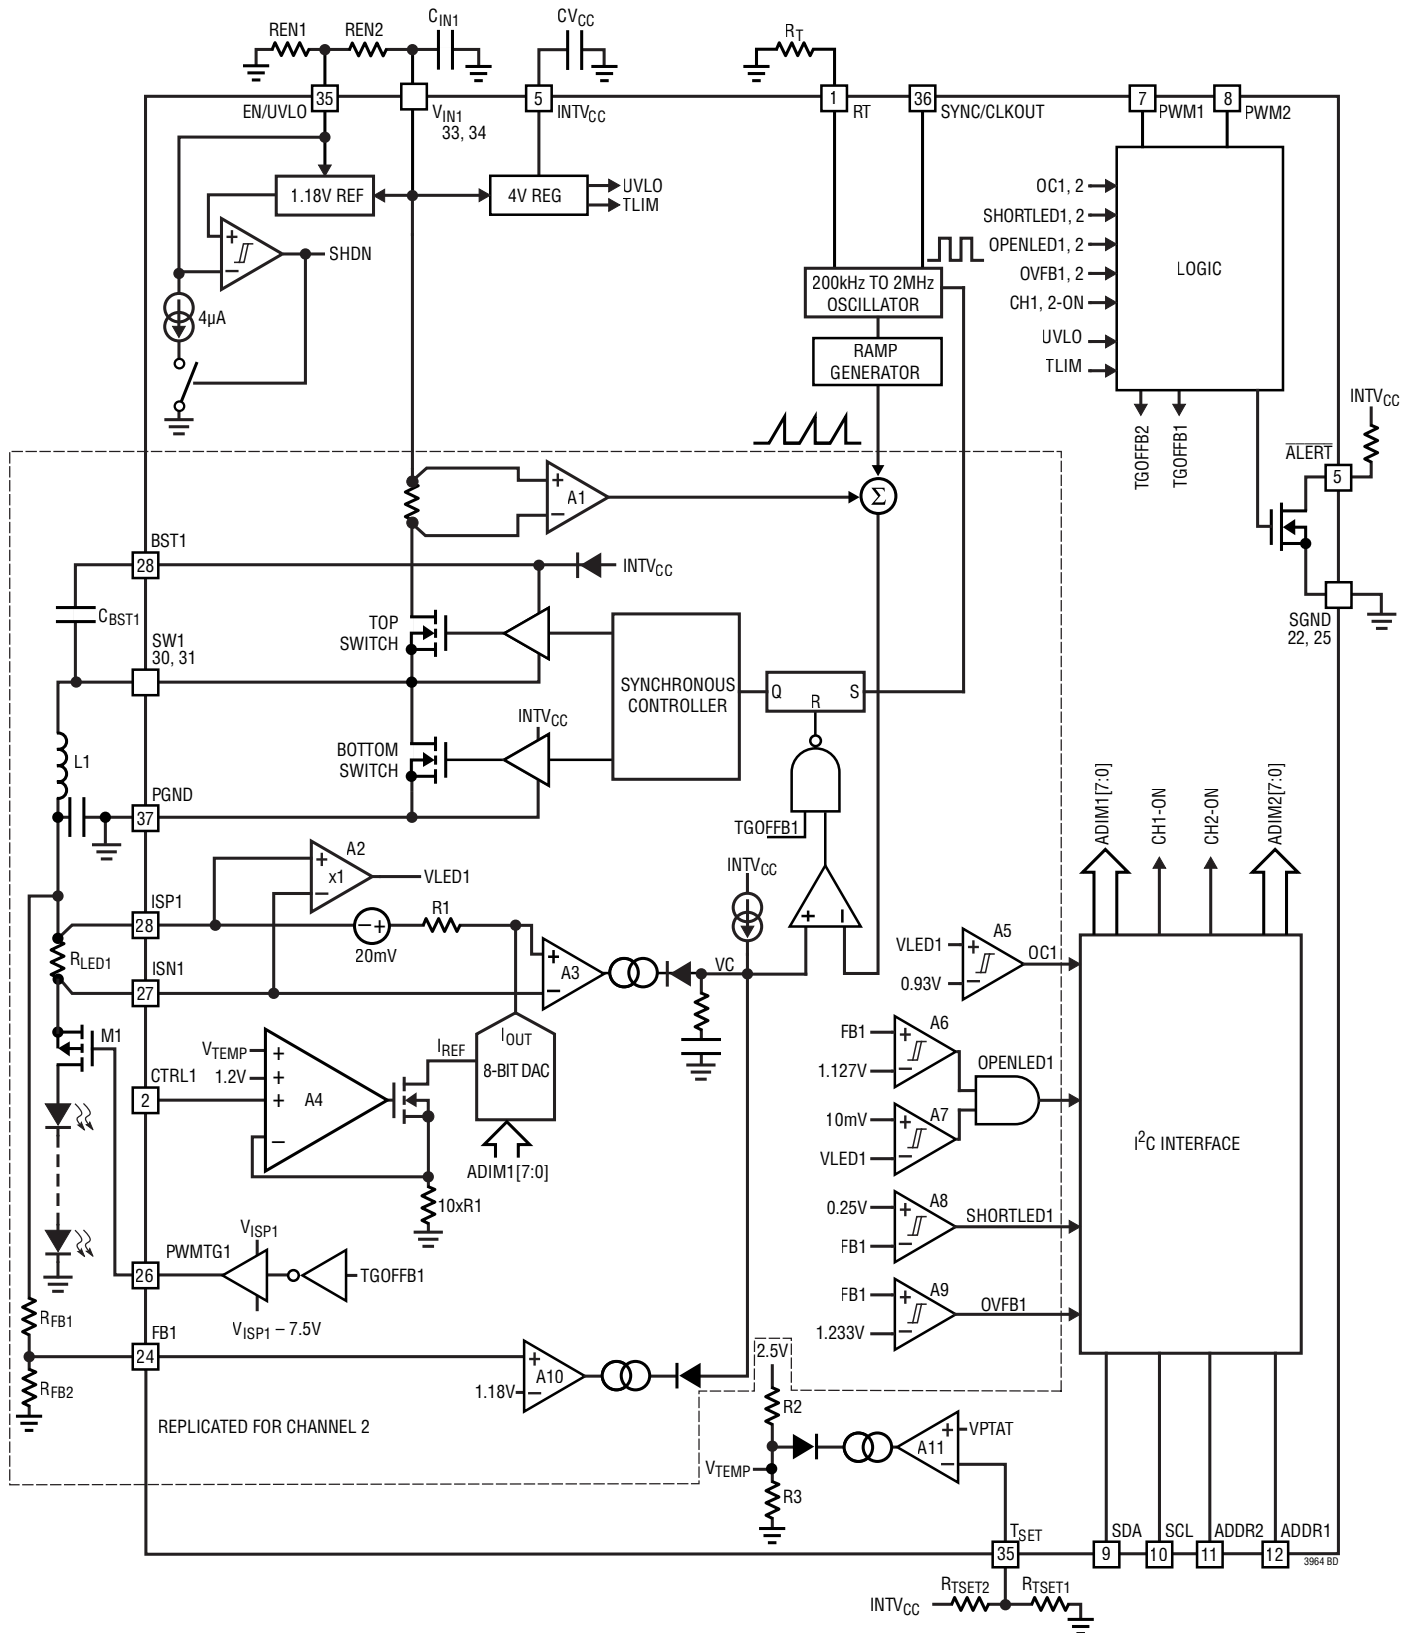 REN1
REN2
CIN1
CVCC
RT
35
EN/UVLO
VIN1
33, 34
5
INTVCC
1
RT
36
SYNC/CLKOUT
7
PWM1
8
PWM2
1.18V REF
4V REG
UVLO
TLIM
+
−
SHDN
4µA
200kHz TO 2MHz
OSCILLATOR
RAMP
GENERATOR
OC1, 2
SHORTLED1, 2
OPENLED1, 2
OVFB1, 2
CH1, 2-ON
UVLO
TLIM
LOGIC
TGOFFB2
TGOFFB1
INTVCC
ALERT
5
SGND
22, 25
+
−
A1
Σ
BST1
28
INTVCC
CBST1
SW1
30, 31
TOP
SWITCH
SYNCHRONOUS
CONTROLLER
Q
S
R
INTVCC
BOTTOM
SWITCH
L1
PGND
37
TGOFFB1
INTVCC
+
−
A2
x1
+
−
VLED1
ISP1
28
− +
20mV
R1
RLED1
ISN1
27
+
−
A3
VC
M1
CTRL1
2
VTEMP
1.2V
+
+
+
−
A4
IREF
IOUT
8-BIT DAC
ADIM1[7:0]
10xR1
ADIM1[7:0]
CH1-ON
CH2-ON
ADIM2[7:0]
VLED1
0.93V
+
−
A5
OC1
FB1
1.127V
+
−
A6
OPENLED1
10mV
VLED1
+
−
A7
0.25V
FB1
+
−
A8
SHORTLED1
FB1
1.233V
+
−
A9
OVFB1
I2C INTERFACE
VISP1
PWMTG1
26
TGOFFB1
VISP1 – 7.5V
RFB1
FB1
24
RFB2
1.18V
+
−
A10
2.5V
R2
VTEMP
R3
A11
+
−
VPTAT
REPLICATED FOR CHANNEL 2
TSET
35
SDA
9
SCL
10
ADDR2
11
ADDR1
12
3964 BD
INTVCC
RTSET2
RTSET1